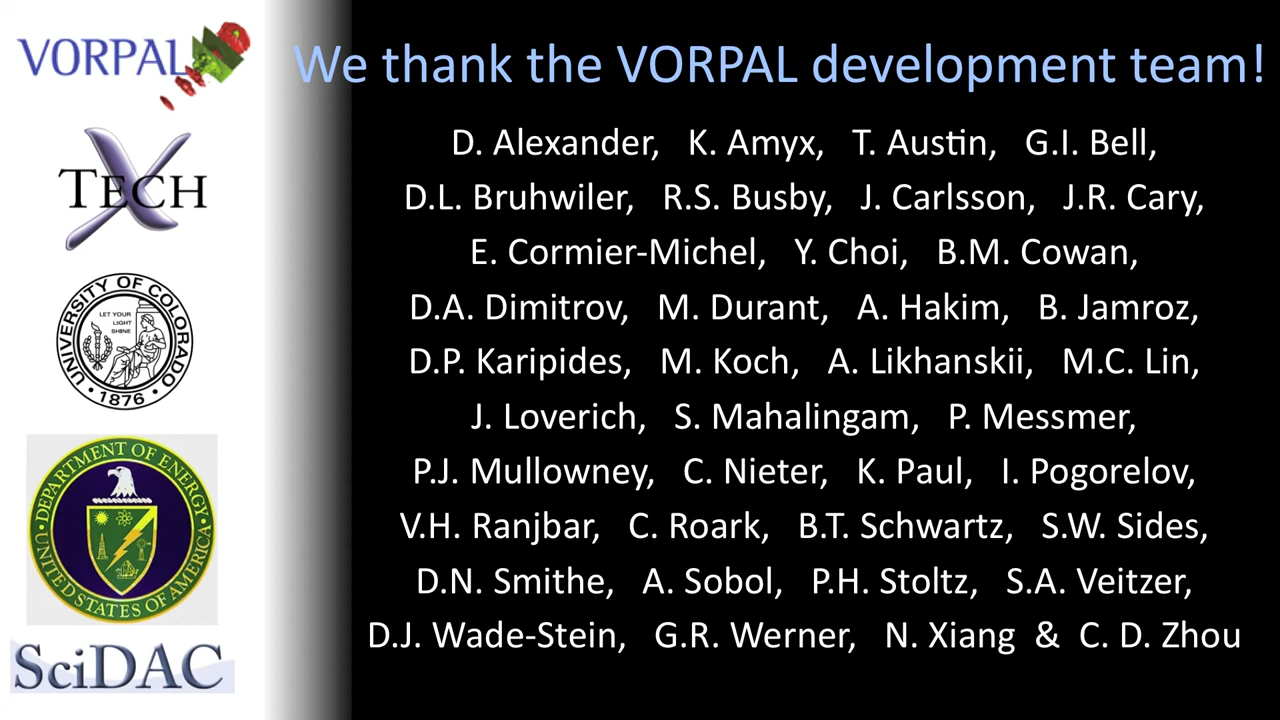 VORPAL
We thank the VORPAL development team!
D. Alexander, K. Amyx, T. Austin, G.I. Bell,
D.L. Bruhwiler, R.S. Busby, J. Carlsson, J.R. Cary,
E. Cormier-Michel, Y. Choi, B.M. Cowan,
D.A. Dimitrov, M. Durant, A. Hakim, B. Jamroz,
D.P. Karipides, M. Koch, A. Likhanskii, M.C. Lin,
J. Loverich, S. Mahalingam, P. Messmer,
P.J. Mullowney, C. Nieter, K. Paul, I. Pogorelov,
V.H. Ranjbar, C. Roark, B.T. Schwartz, S.W. Sides,
D.N. Smithe, A. Sobol, P.H. Stoltz, S.A. Veitzer,
D.J. Wade-Stein, G.R. Werner, N. Xiang & C. D. Zhou
TECH X
UNIVERSITY OF COLORADO
LET YOUR
LIGHT
SHINE
1876
DEPARTMENT OF ENERGY
UNITED STATES OF AMERICA
SciDAC